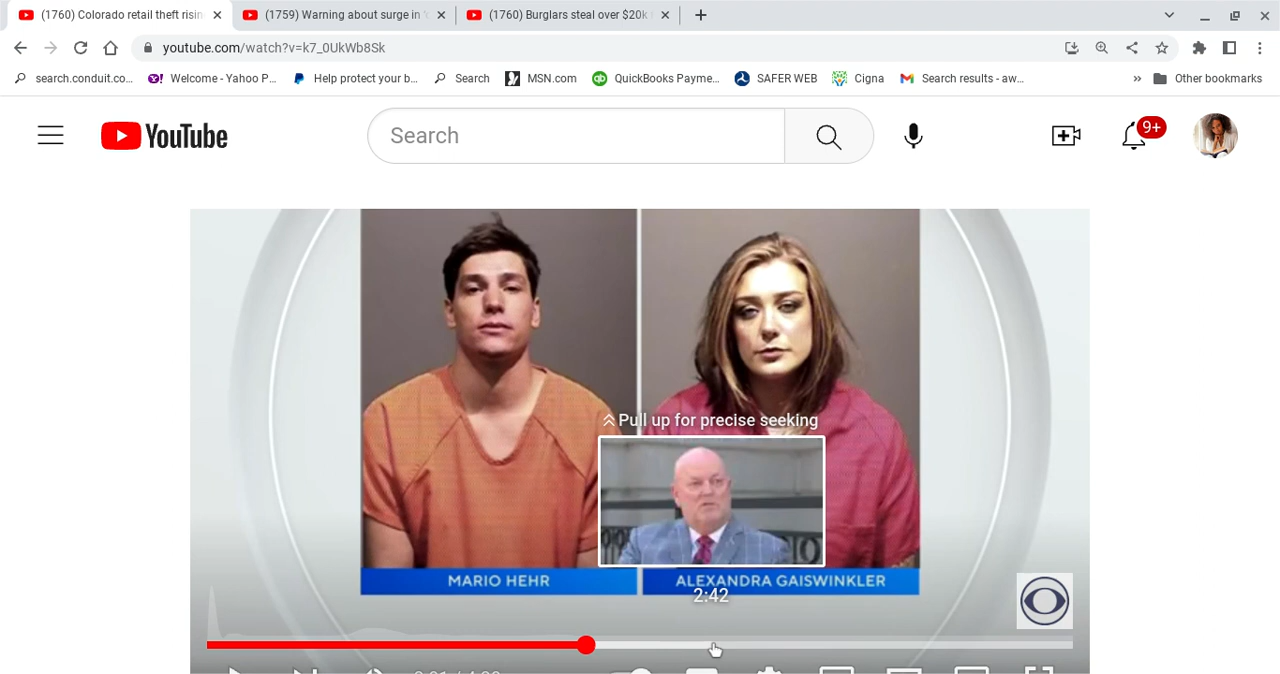 (1760) Colorado retail theft risin
(1759) Warning about surge in 'c
(1760) Burglars steal over $20k
youtube.com/watch?v=k7_0UkWb8Sk
search.conduit.co...
Welcome - Yahoo P...
Help protect your b...
Search
MSN.com
QuickBooks Payme...
SAFER WEB
Cigna
Search results - aw...
»
Other bookmarks
YouTube
Search
9+
Pull up for precise seeking
MARIO HEHR
ALEXANDRA GAISWINKLER
2:42